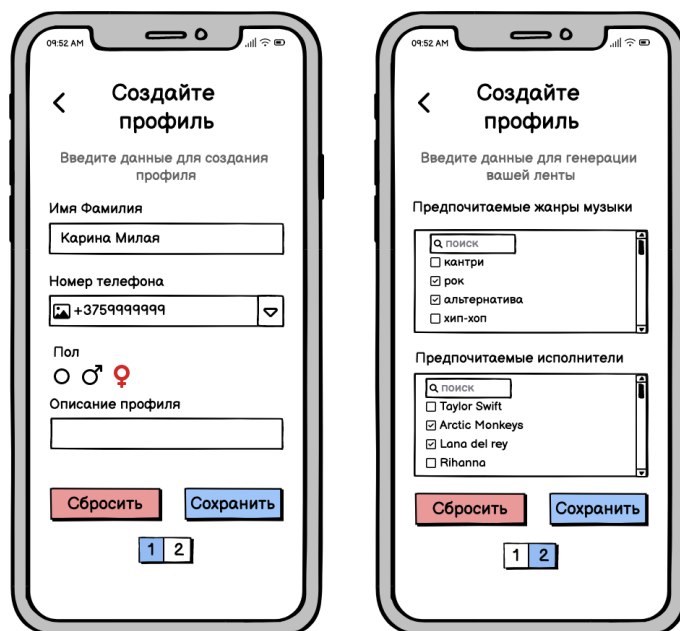 09:52 AM
Создайте
профиль
Введите данные для создания
профиля
Имя Фамилия
Карина Милая
Номер телефона
+3759999999
Пол
Описание профиля
Сбросить
Сохранить
1 2
09:52 AM
Создайте
профиль
Введите данные для генерации
вашей ленты
Предпочитаемые жанры музыки
поиск
кантри
рок
альтернатива
хип-хоп
Предпочитаемые исполнители
поиск
Taylor Swift
Arctic Monkeys
Lana del rey
Rihanna
Сбросить
Сохранить
1 2